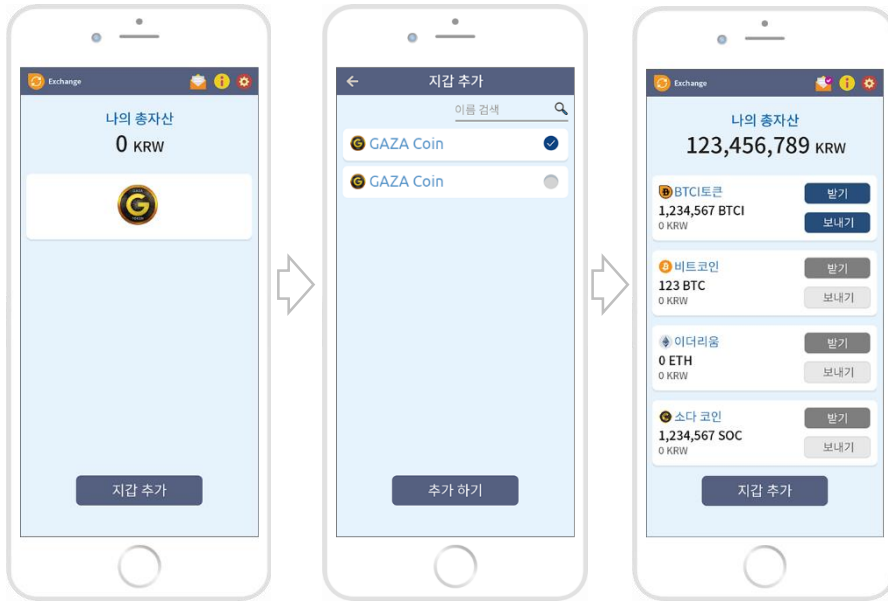 Exchange
나의 총자산
0 KRW
G
지갑 추가
지갑 추가
이름 검색
G GAZA Coin
G GAZA Coin
추가 하기
Exchange
나의 총자산
123,456,789 KRW
BTCI토큰
받기
1,234,567 BTCI
0 KRW
보내기
비트코인
받기
123 BTC
0 KRW
보내기
이더리움
받기
0 ETH
0 KRW
보내기
소다 코인
받기
1,234,567 SOC
0 KRW
보내기
지갑 추가